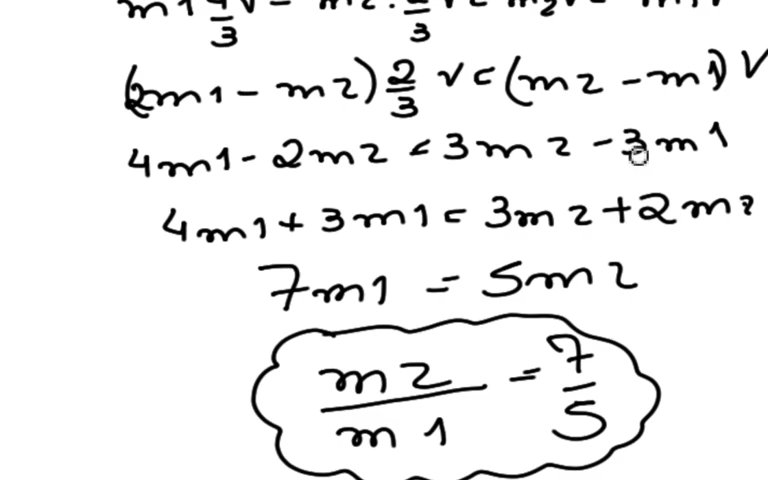 (2m1 - m2) 2/3 v = (m2 - m1) V
4m1 - 2m2 = 3m2 - 3m1
4m1 + 3m1 = 3m2 + 2m2
7m1 = 5m2
m2/m1 = 7/5